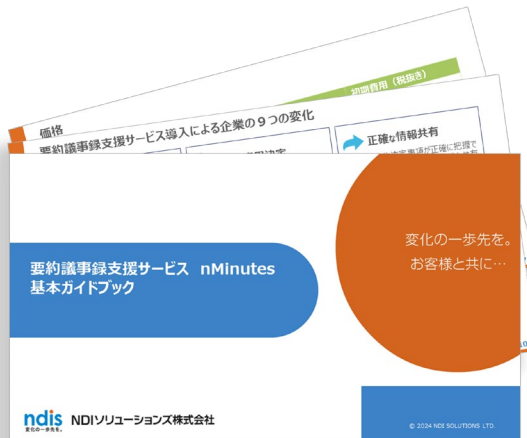 価格
初期費用（税抜き）
要約議事録支援サービス導入による企業の９つの変化
正確な情報共有
変化の一歩先を。
お客様と共に…
要約議事録支援サービス nMinutes
基本ガイドブック
ndis
変化の一歩先を。
NDIソリューションズ株式会社
© 2024 NDI SOLUTIONS LTD.